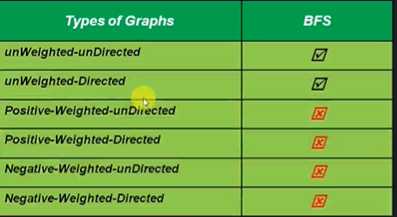 Types of Graphs BFS
unWeighted-unDirected ☑
unWeighted-Directed ☑
Positive-Weighted-unDirected ☒
Positive-Weighted-Directed ☒
Negative-Weighted-unDirected ☒
Negative-Weighted-Directed ☒